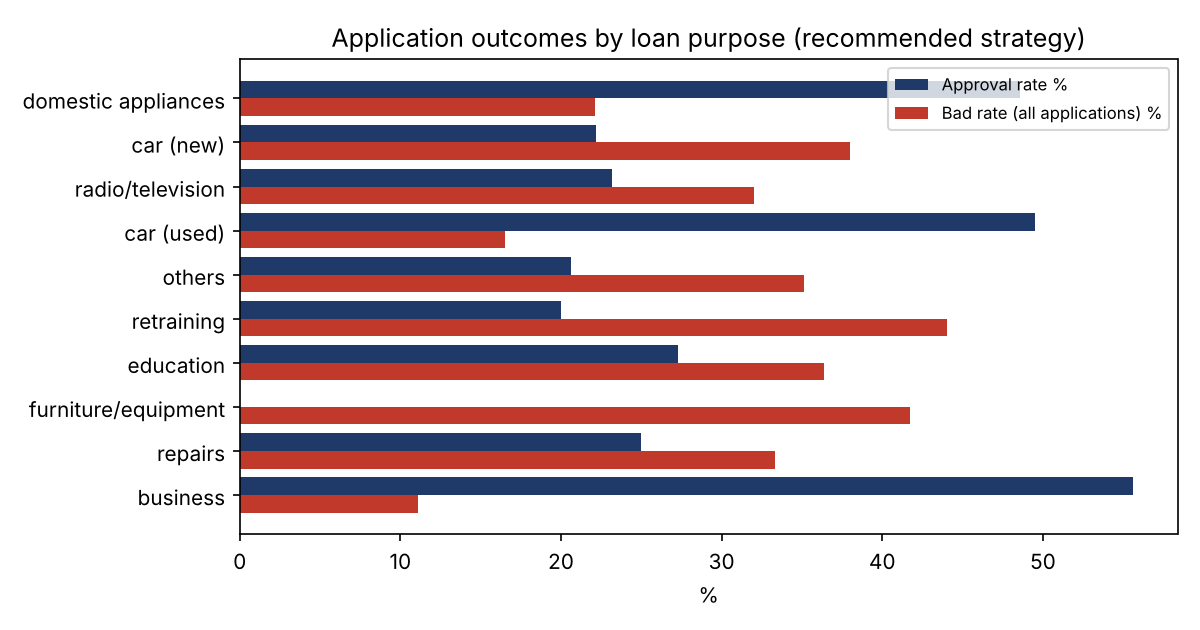 Application outcomes by loan purpose (recommended strategy)
Approval rate %
Bad rate (all applications) %
domestic appliances
car (new)
radio/television
car (used)
others
retraining
education
furniture/equipment
repairs
business
0 10 20 30 40 50
%